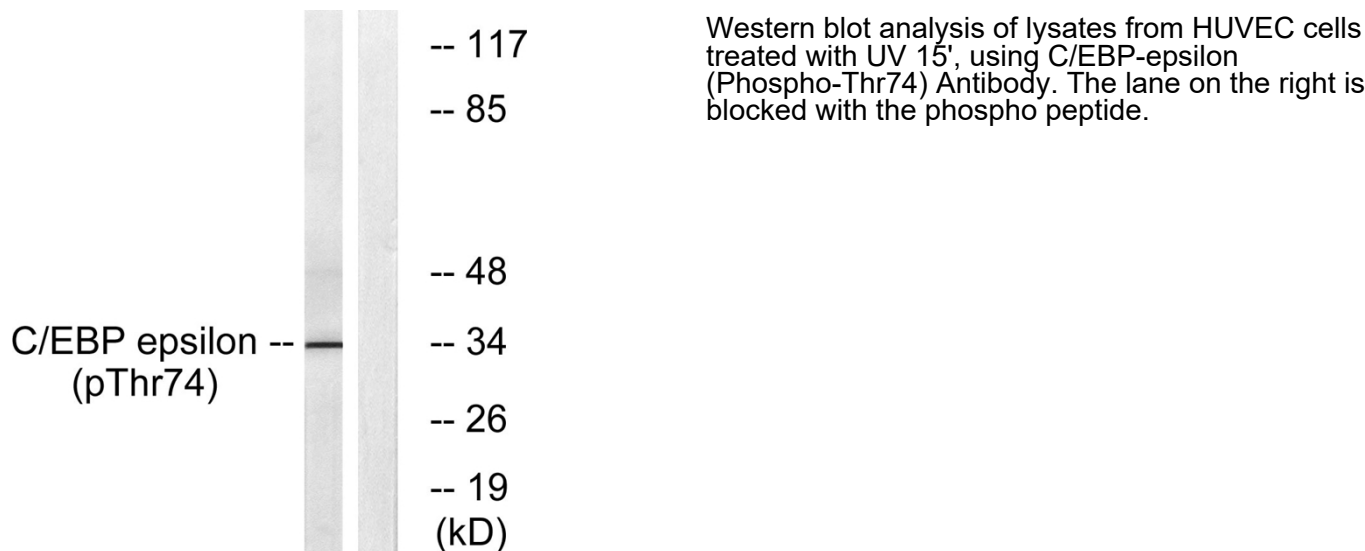 -- 117
-- 85
-- 48
C/EBP epsilon -- -- 34
(pThr74)
-- 26
-- 19
(kD)
Western blot analysis of lysates from HUVEC cells
treated with UV 15', using C/EBP-epsilon
(Phospho-Thr74) Antibody. The lane on the right is
blocked with the phospho peptide.